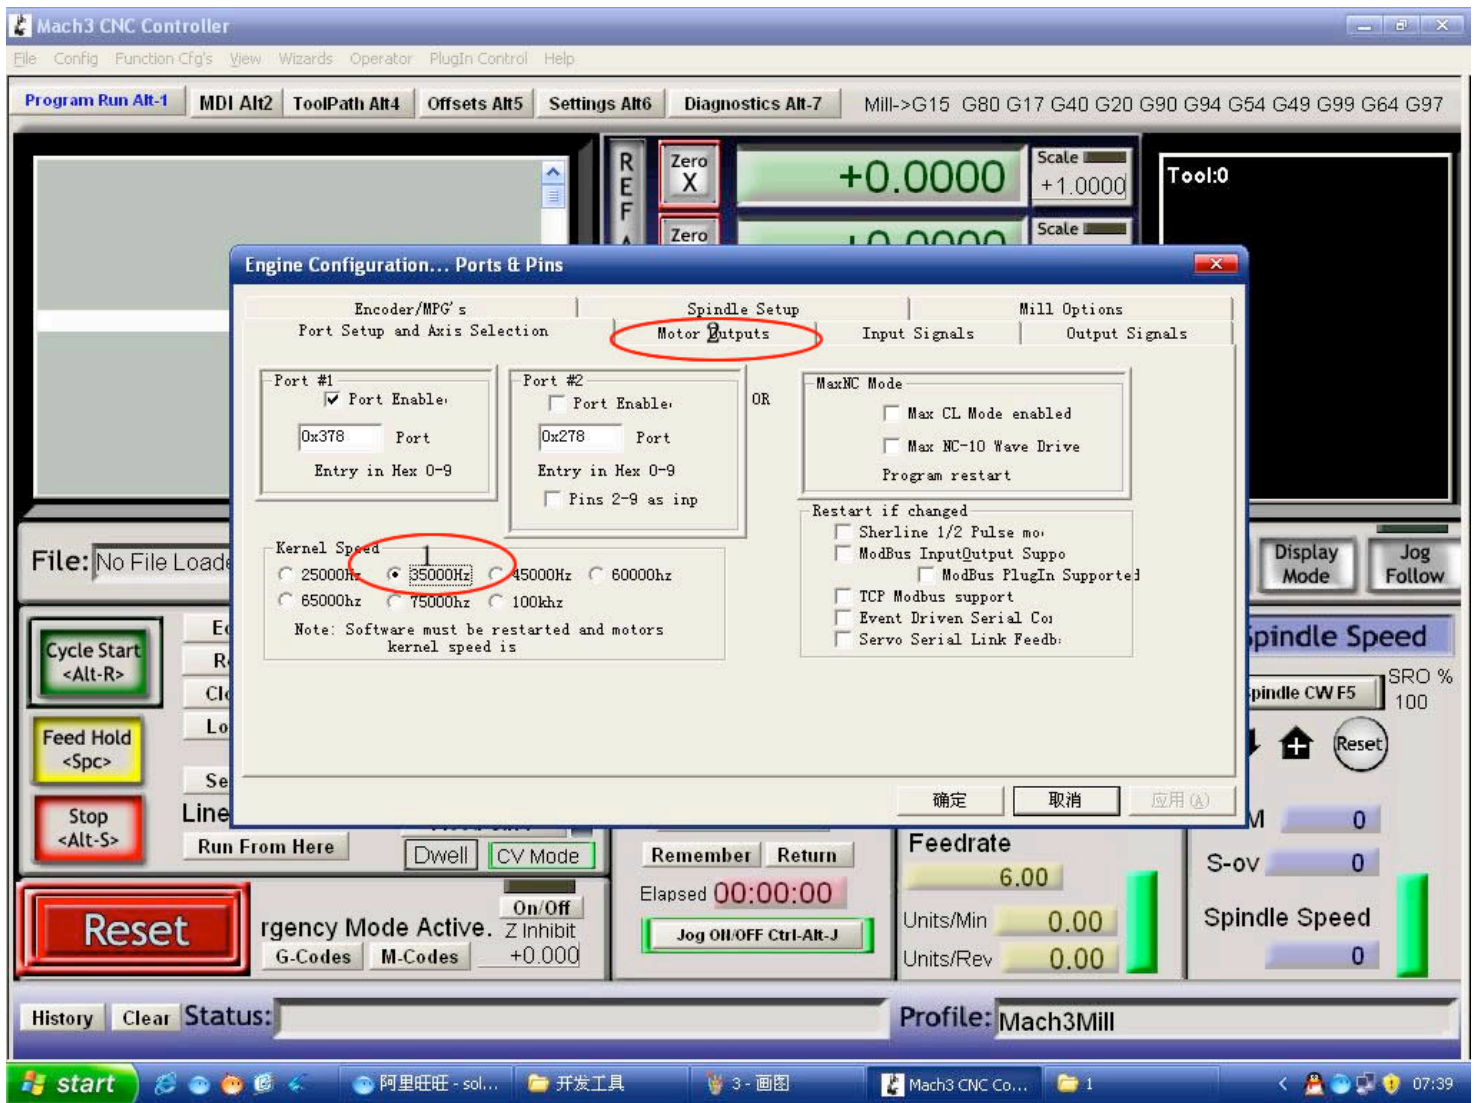 Mach3 CNC Controller
File Config Function Cfg's View Wizards Operator PlugIn Control Help
Program Run Alt-1 MDI Alt2 ToolPath Alt4 Offsets Alt5 Settings Alt6 Diagnostics Alt-7 Mill->G15 G80 G17 G40 G20 G90 G94 G54 G49 G99 G64 G97
R
E
F
Zero
X
+0.0000
Scale
+1.0000
Tool:0
Zero
Scale
Engine Configuration... Ports & Pins
Encoder/MPG's Spindle Setup Mill Options
Port Setup and Axis Selection Motor Outputs Input Signals Output Signals
2
Port #1
Port Enable
0x378 Port
Entry in Hex 0-9
Port #2
Port Enable
0x278 Port
Entry in Hex 0-9
Pins 2-9 as inp
OR
MaxNC Mode
Max CL Mode enabled
Max NC-10 Wave Drive
Program restart
Restart if changed
Sherline 1/2 Pulse mo
ModBus InputOutput Suppo
ModBus PlugIn Supported
TCP Modbus support
Event Driven Serial Co
Servo Serial Link Feedb
Kernel Speed
1
25000Hz 35000Hz 45000Hz 60000hz
65000hz 75000hz 100khz
Note: Software must be restarted and motors
kernel speed is
确定 取消 应用(A)
File: No File Loade
Display
Mode
Jog
Follow
Cycle Start
<Alt-R>
Feed Hold
<Spc>
Stop
<Alt-S>
Line
Run From Here
Dwell CV Mode
Reset
rgency Mode Active.
G-Codes M-Codes
On/Off
Z Inhibit
+0.000
Remember Return
Elapsed 00:00:00
Jog ON/OFF Ctrl-Alt-J
Feedrate
6.00
Units/Min 0.00
Units/Rev 0.00
pindle Speed
pindle CW F5
SRO %
100
Reset
M 0
S-ov 0
Spindle Speed
0
History Clear Status:
Profile: Mach3Mill
start 阿里旺旺 - sol... 开发工具 3 - 画图 Mach3 CNC Co... 1 07:39